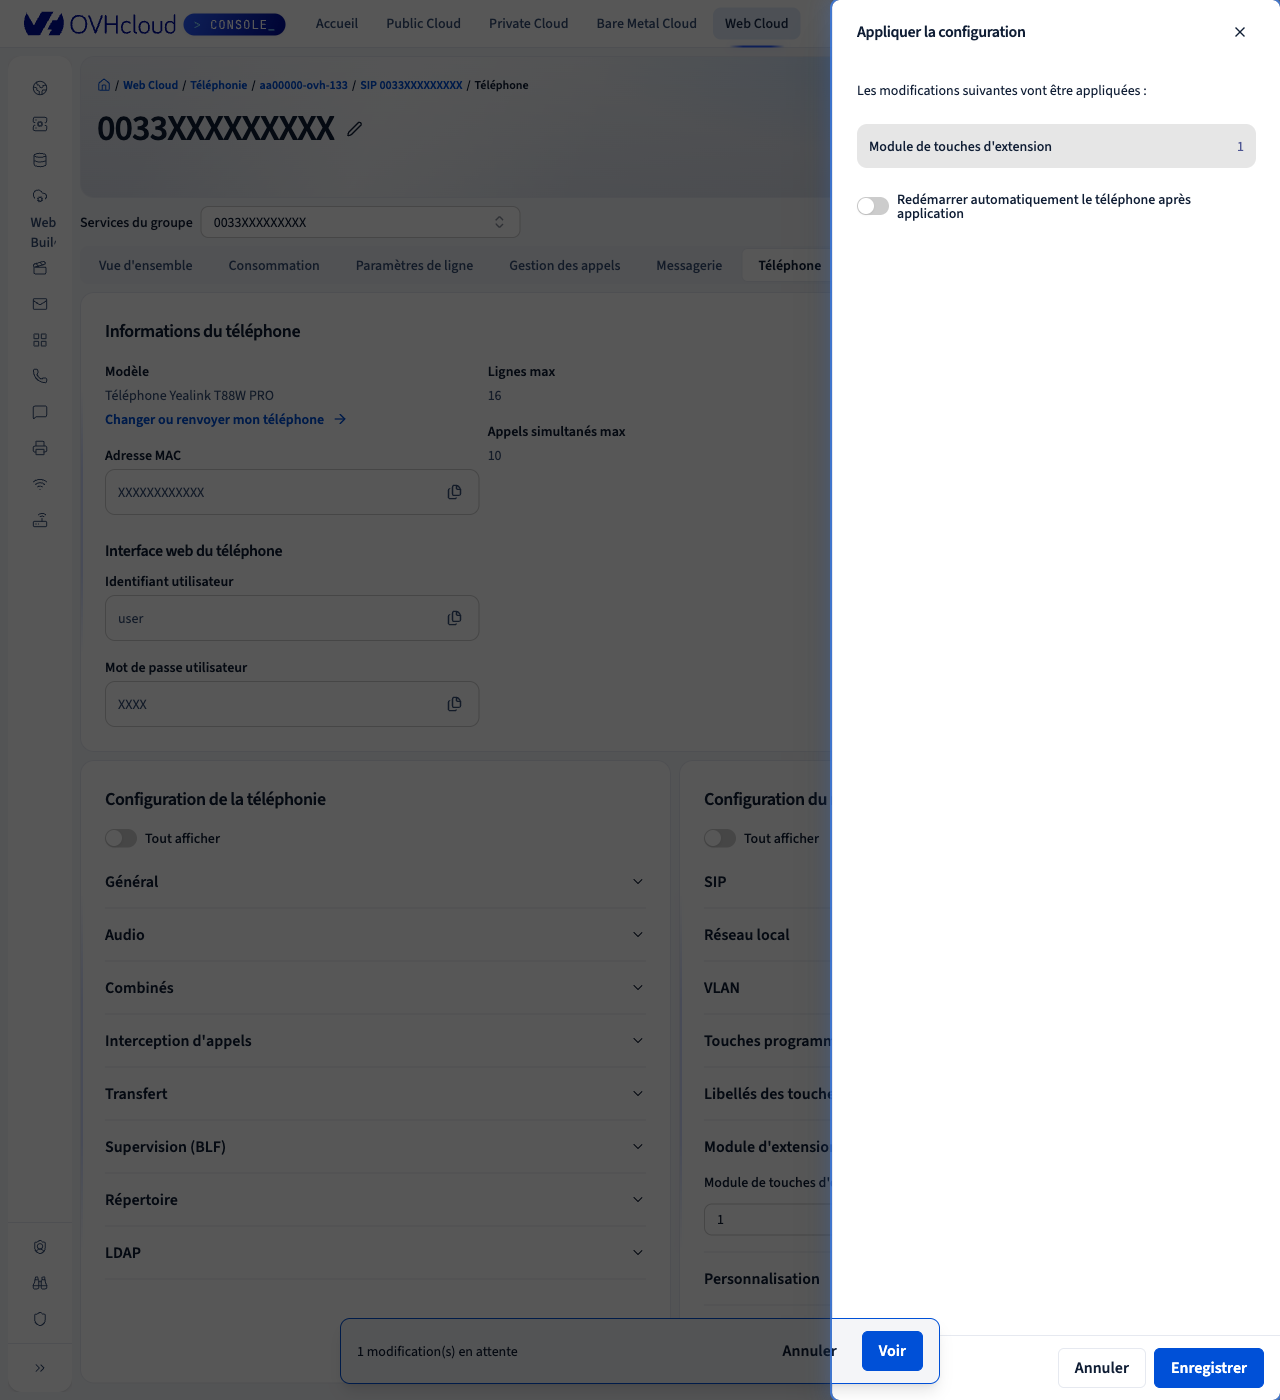 OVHcloud
> CONSOLE_
Accueil
Public Cloud
Private Cloud
Bare Metal Cloud
Web Cloud
/ Web Cloud / Téléphonie / aa00000-ovh-133 / SIP 0033XXXXXXXXX / Téléphone
0033XXXXXXXXX
Services du groupe
0033XXXXXXXXX
Web
Vue d'ensemble
Consommation
Paramètres de ligne
Gestion des appels
Messagerie
Téléphone
Informations du téléphone
Modèle
Téléphone Yealink T88W PRO
Changer ou renvoyer mon téléphone
Adresse MAC
XXXXXXXXXXXX
Lignes max
16
Appels simultanés max
10
Interface web du téléphone
Identifiant utilisateur
user
Mot de passe utilisateur
XXXX
Configuration de la téléphonie
Tout afficher
Général
Audio
Combinés
Interception d'appels
Transfert
Supervision (BLF)
Répertoire
LDAP
Configuration du
Tout afficher
SIP
Réseau local
VLAN
Touches
Libellés des
Module
Module de touches
1
Personnalisation
1 modification(s) en attente
Annuler
Voir
Appliquer la configuration
Les modifications suivantes vont être appliquées :
Module de touches d'extension
1
Redémarrer automatiquement le téléphone après
application
Annuler
Enregistrer